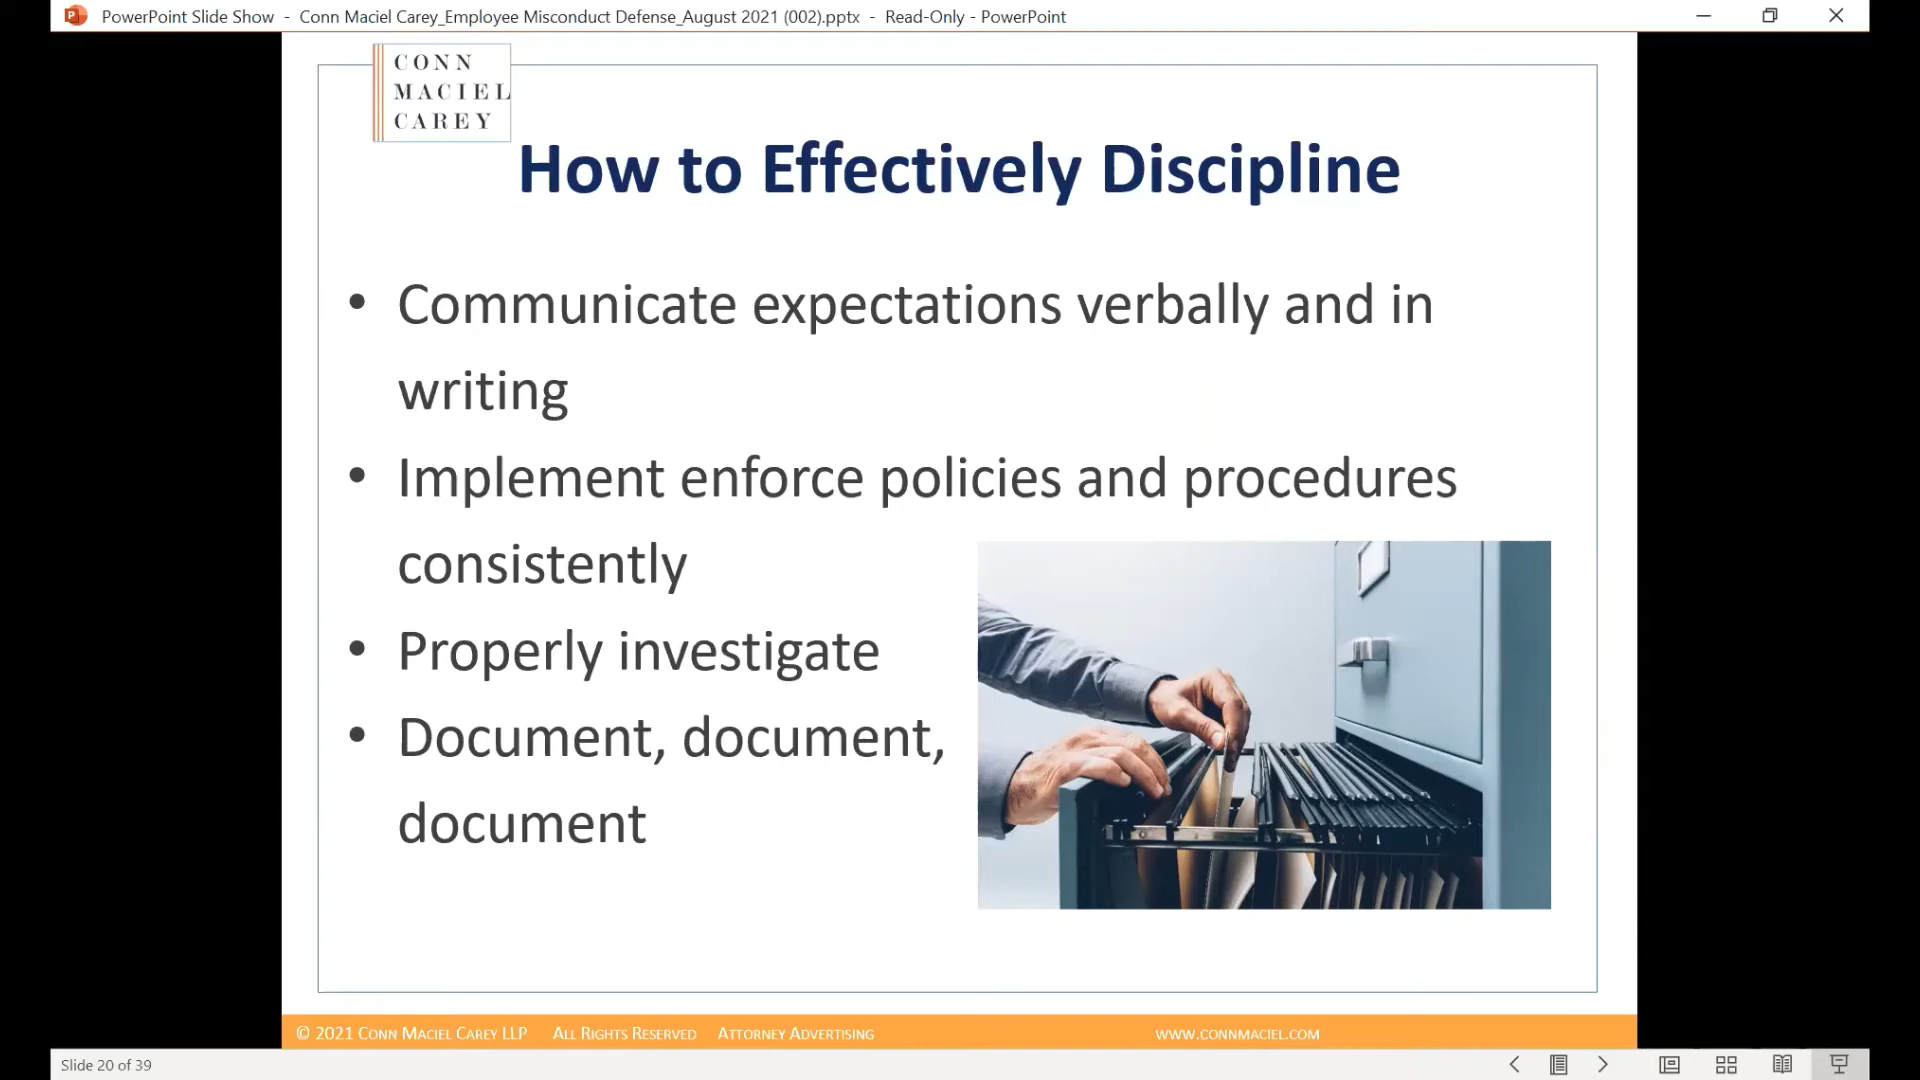 PowerPoint Slide Show - Conn Maciel Carey_Employee Misconduct Defense_August 2021 (002).pptx - Read-Only - PowerPoint
CONN
MACIEL
CAREY
How to Effectively Discipline
• Communicate expectations verbally and in
writing
• Implement enforce policies and procedures
consistently
• Properly investigate
• Document, document,
document
© 2021 Conn Maciel Carey LLP All Rights Reserved Attorney Advertising www.connmaciel.com
Slide 20 of 39